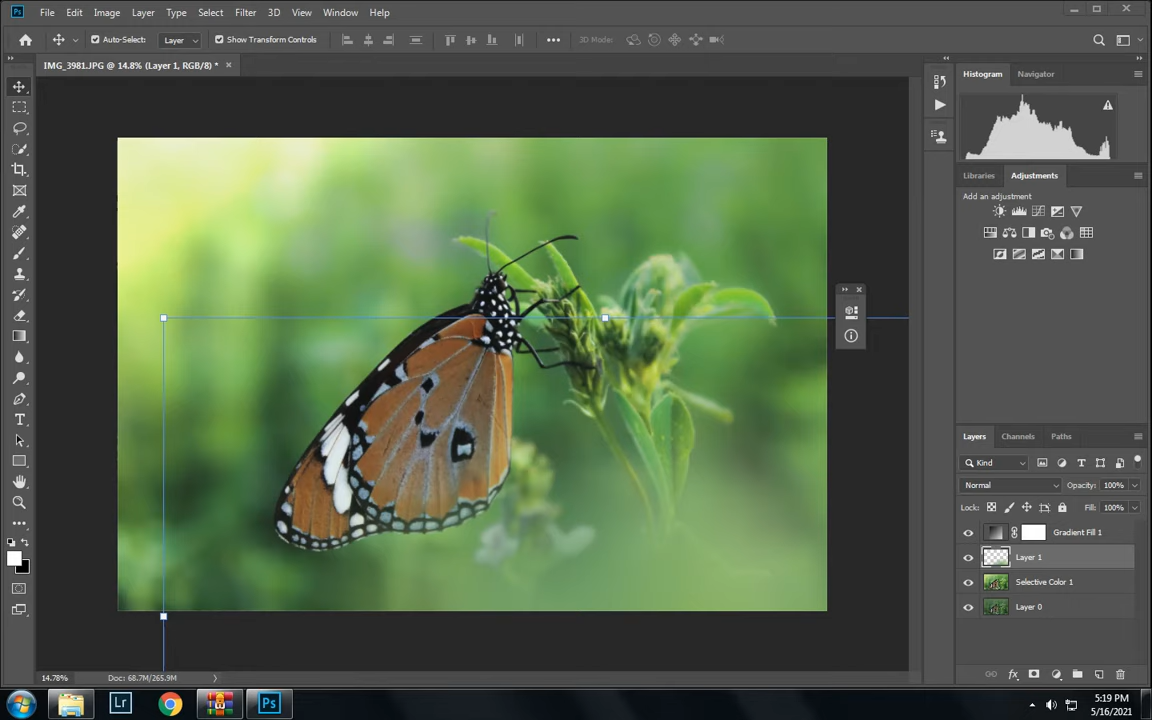 Ps File Edit Image Layer Type Select Filter 3D View Window Help
Auto-Select: Layer Show Transform Controls 3D Mode:
IMG_3981.JPG @ 14.8% (Layer 1, RGB/8) *
Histogram Navigator
Libraries Adjustments
Add an adjustment
Layers Channels Paths
Kind
Normal Opacity: 100%
Lock: Fill: 100%
Gradient Fill 1
Layer 1
Selective Color 1
Layer 0
14.78% Doc: 68.7M/265.9M
Lr Ps
5:19 PM
5/16/2021